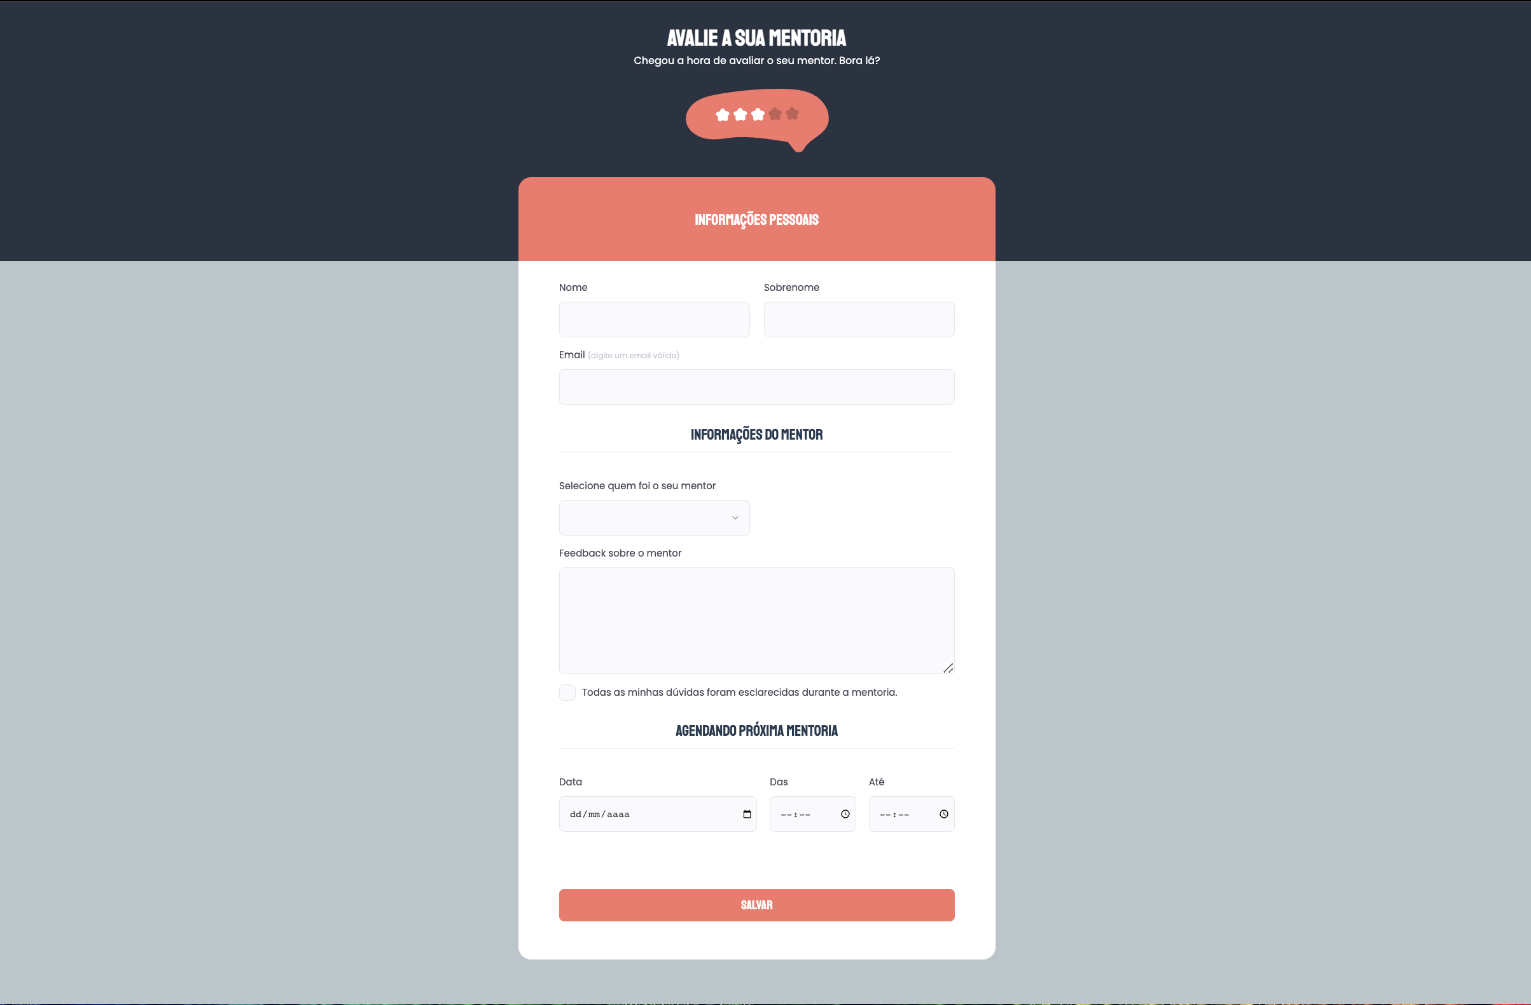 AVALIE A SUA MENTORIA
Chegou a hora de avaliar o seu mentor. Bora lá?
INFORMAÇÕES PESSOAIS
Nome Sobrenome
Email (digite um email válido)
INFORMAÇÕES DO MENTOR
Selecione quem foi o seu mentor
Feedback sobre o mentor
Todas as minhas dúvidas foram esclarecidas durante a mentoria.
AGENDANDO PRÓXIMA MENTORIA
Data Das Até
dd/mm/aaaa --:-- --:--
SALVAR